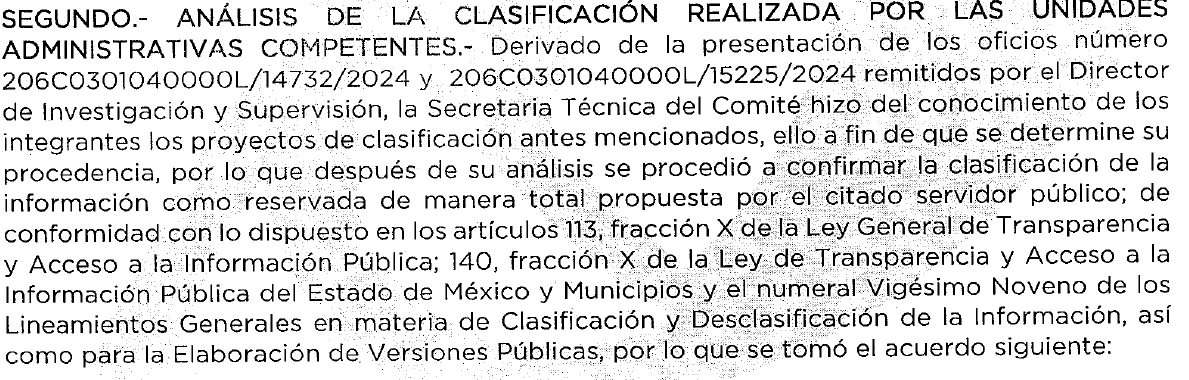 SEGUNDO.- ANÁLISIS DE LA CLASIFICACIÓN REALIZADA POR LAS UNIDADES
ADMINISTRATIVAS COMPETENTES.- Derivado de la presentación de los oficios número
206C0301040000L/14732/2024 y 206C0301040000L/15225/2024 remitidos por el Director
de Investigación y Supervisión, la Secretaria Técnica del Comité hizo del conocimiento de los
integrantes los proyectos de clasificación antes mencionados, ello a fin de que se determine su
procedencia, por lo que después de su análisis se procedió a confirmar la clasificación de la
información como reservada de manera total propuesta por el citado servidor público; de
conformidad con lo dispuesto en los artículos 113, fracción X de la Ley General de Transparencia
y Acceso a la Información Pública; 140, fracción X de la Ley de Transparencia y Acceso a la
Información Pública del Estado de México y Municipios y el numeral Vigésimo Noveno de los
Lineamientos Generales en materia de Clasificación y Desclasificación de la Información, así
como para la Elaboración de Versiones Públicas, por lo que se tomó el acuerdo siguiente: